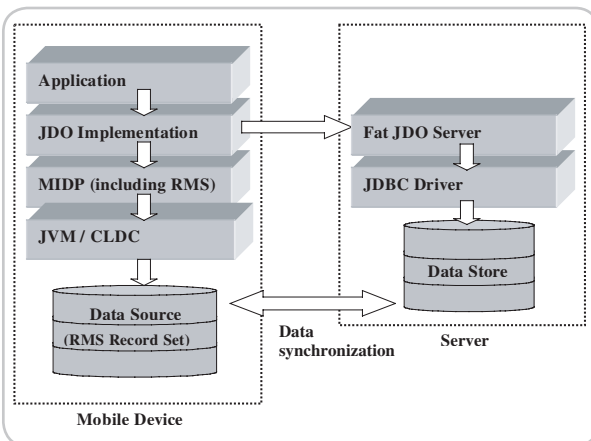 Application
JDO Implementation
MIDP (including RMS)
JVM / CLDC
Data Source
(RMS Record Set)
Mobile Device
Fat JDO Server
JDBC Driver
Data Store
Server
Data
synchronization